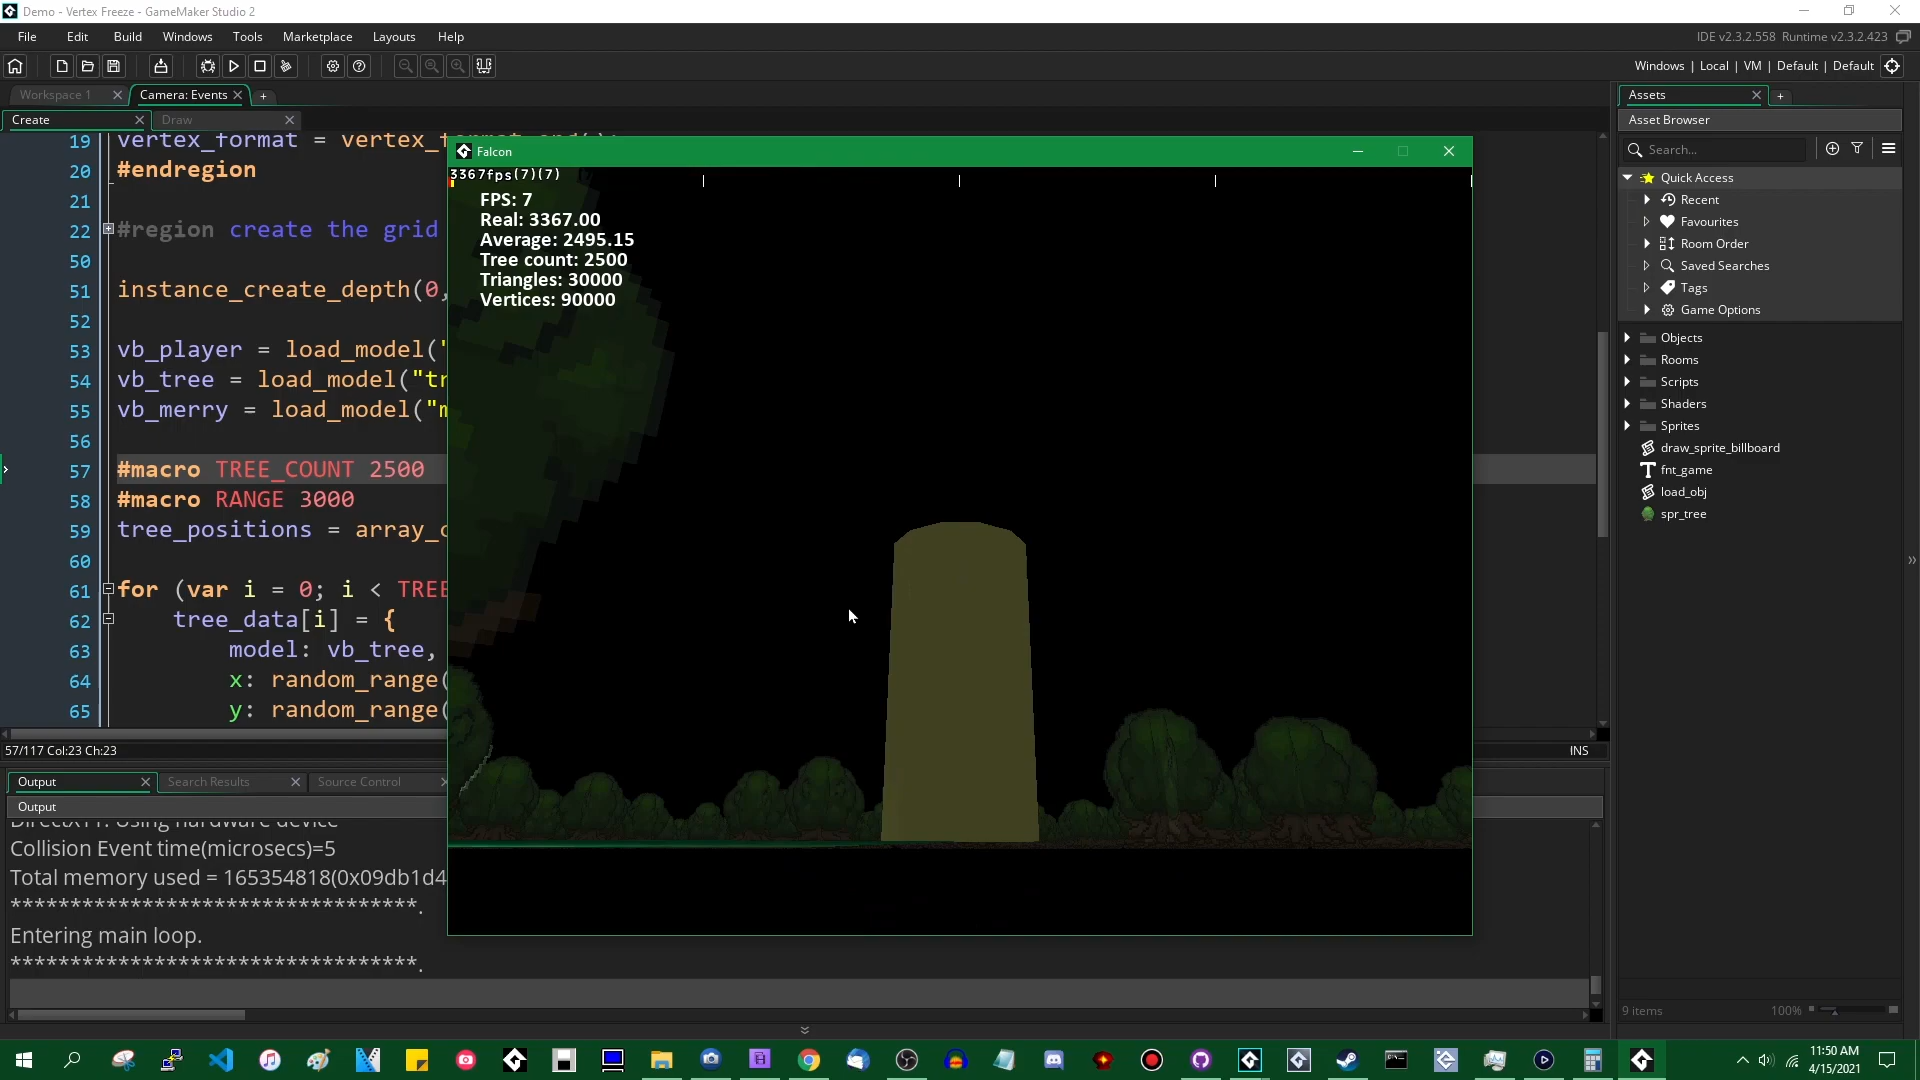 Demo - Vertex Freeze - GameMaker Studio 2
File Edit Build Windows Tools Marketplace Layouts Help
IDE v2.3.2.558 Runtime v2.3.2.423
Windows | Local | VM | Default | Default
Workspace 1
Camera: Events
Create
Draw
19 vertex_format =
20 #endregion
21
22 #region create the grid
50
51 instance_create_depth(0,
52
53 vb_player = load_model("
54 vb_tree = load_model("tr
55 vb_merry = load_model("m
56
57 #macro TREE_COUNT 2500
58 #macro RANGE 3000
59 tree_positions = array_c
60
61 for (var i = 0; i < TREE
62 tree_data[i] = {
63 model: vb_tree,
64 x: random_range(
65 y: random_range(
57/117 Col:23 Ch:23
INS
Falcon
3367fps(7)(7)
FPS: 7
Real: 3367.00
Average: 2495.15
Tree count: 2500
Triangles: 30000
Vertices: 90000
Output
Search Results
Source Control
Output
DirectX11: Using hardware device
Collision Event time(microsecs)=5
Total memory used = 165354818(0x09db1d4
**********************************.
Entering main loop.
**********************************.
Assets
Asset Browser
Search...
Quick Access
Recent
Favourites
Room Order
Saved Searches
Tags
Game Options
Objects
Rooms
Scripts
Shaders
Sprites
draw_sprite_billboard
fnt_game
load_obj
spr_tree
9 items
100%
11:50 AM
4/15/2021